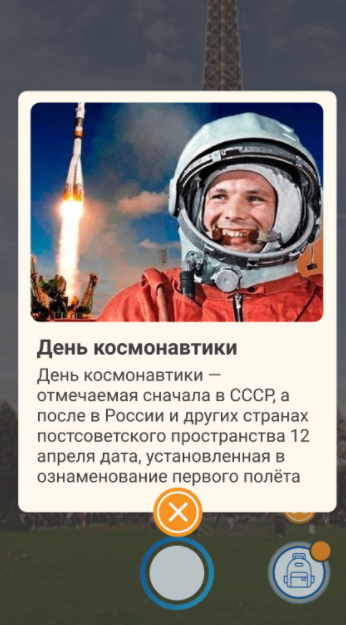 День космонавтики
День космонавтики —
отмечаемая сначала в СССР, а
после в России и других странах
постсоветского пространства 12
апреля дата, установленная в
ознаменование первого полёта